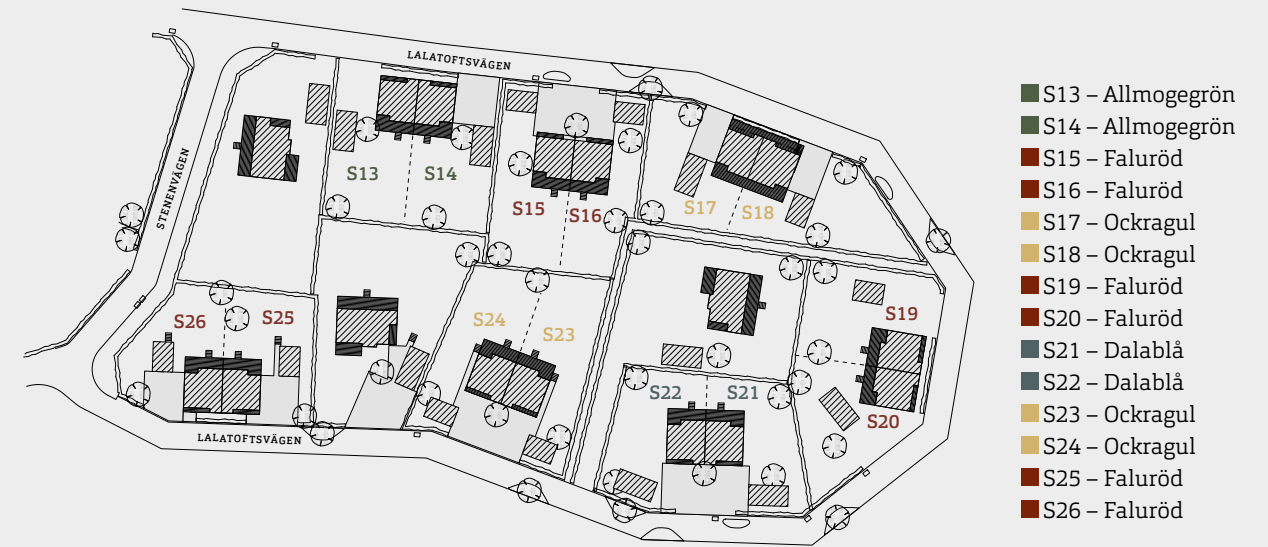 LALATOFTSVÄGEN
STENENVÄGEN
S13 S14
S15 S16
S17 S18
S19
S20
S24
S23
S26 S25
S22 S21
LALATOFTSVÄGEN
S13 – Allmogegrön
S14 – Allmogegrön
S15 – Faluröd
S16 – Faluröd
S17 – Ockragul
S18 – Ockragul
S19 – Faluröd
S20 – Faluröd
S21 – Dalablå
S22 – Dalablå
S23 – Ockragul
S24 – Ockragul
S25 – Faluröd
S26 – Faluröd